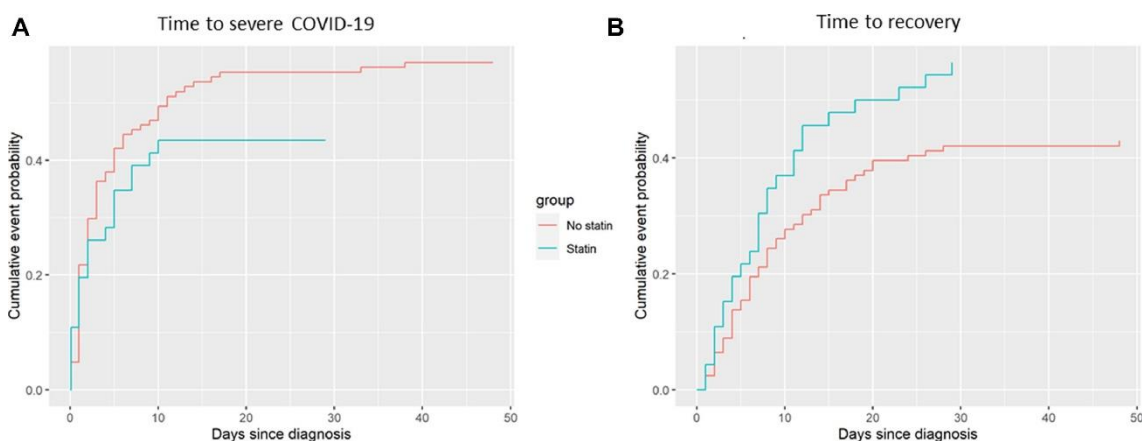 A
Time to severe COVID-19
Cumulative event probability
0.4
0.2
0.0
0
10
20
30
40
50
Days since diagnosis
group
No statin
Statin
B
Time to recovery
Cumulative event probability
0.4
0.2
0.0
0
10
20
30
40
50
Days since diagnosis